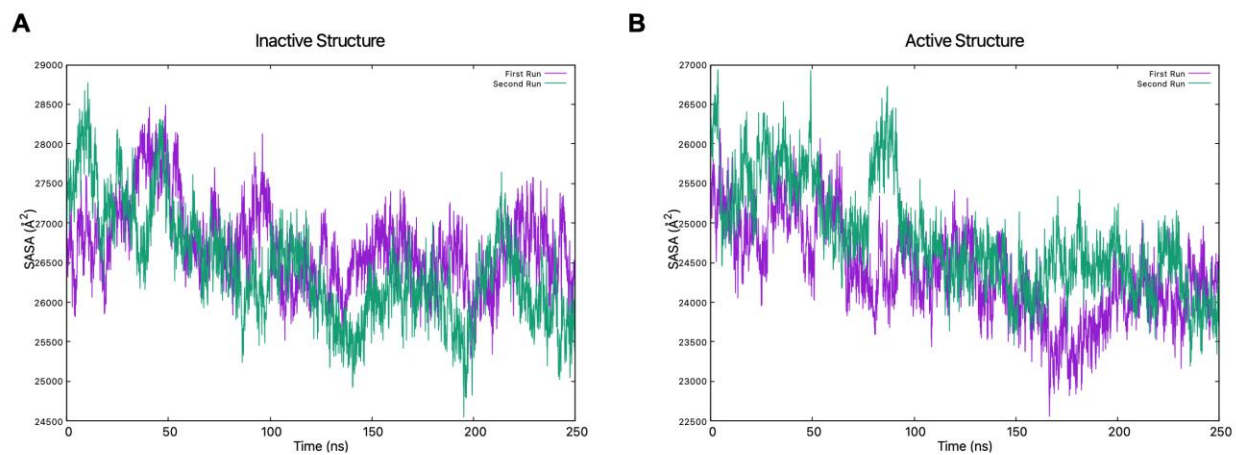 A
Inactive Structure
29000
28500
28000
27500
27000
26500
26000
25500
25000
24500
SASA (Å²)
First Run
Second Run
0 50 100 150 200 250
Time (ns)
B
Active Structure
27000
26500
26000
25500
25000
24500
24000
23500
23000
22500
SASA (Å²)
First Run
Second Run
0 50 100 150 200 250
Time (ns)